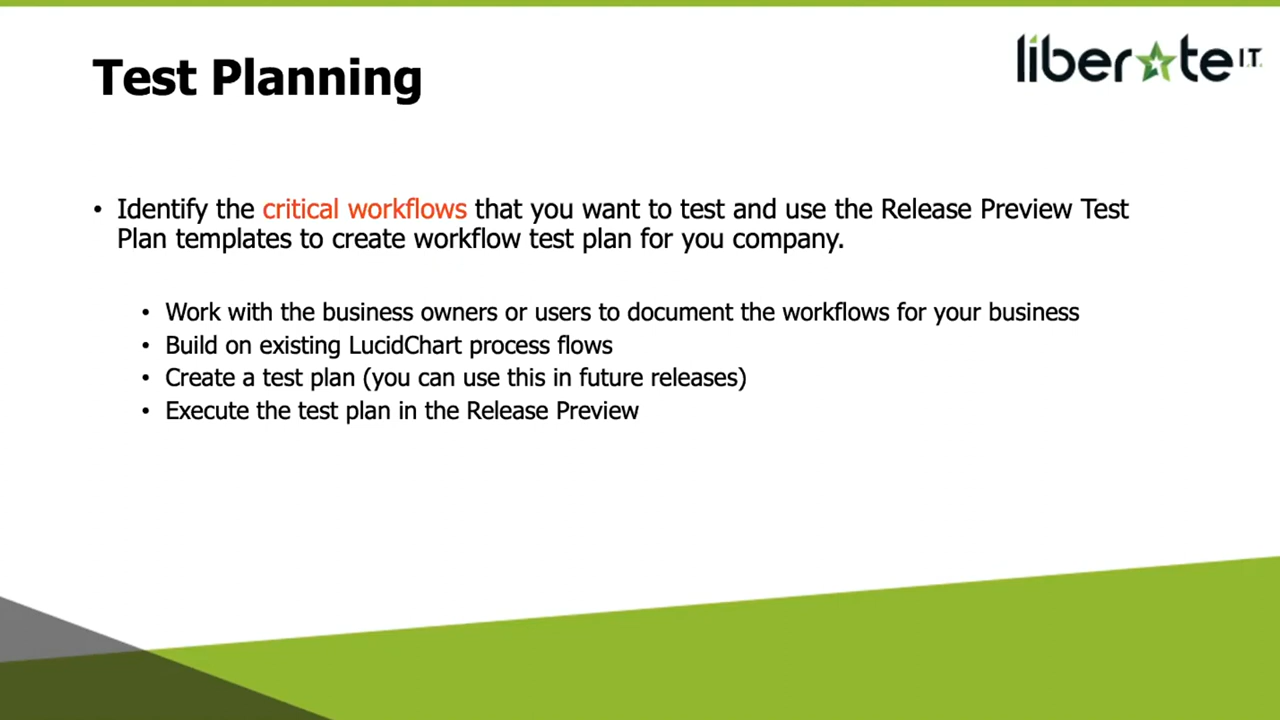 Test Planning
liberate I.T.
• Identify the critical workflows that you want to test and use the Release Preview Test
Plan templates to create workflow test plan for you company.
• Work with the business owners or users to document the workflows for your business
• Build on existing LucidChart process flows
• Create a test plan (you can use this in future releases)
• Execute the test plan in the Release Preview